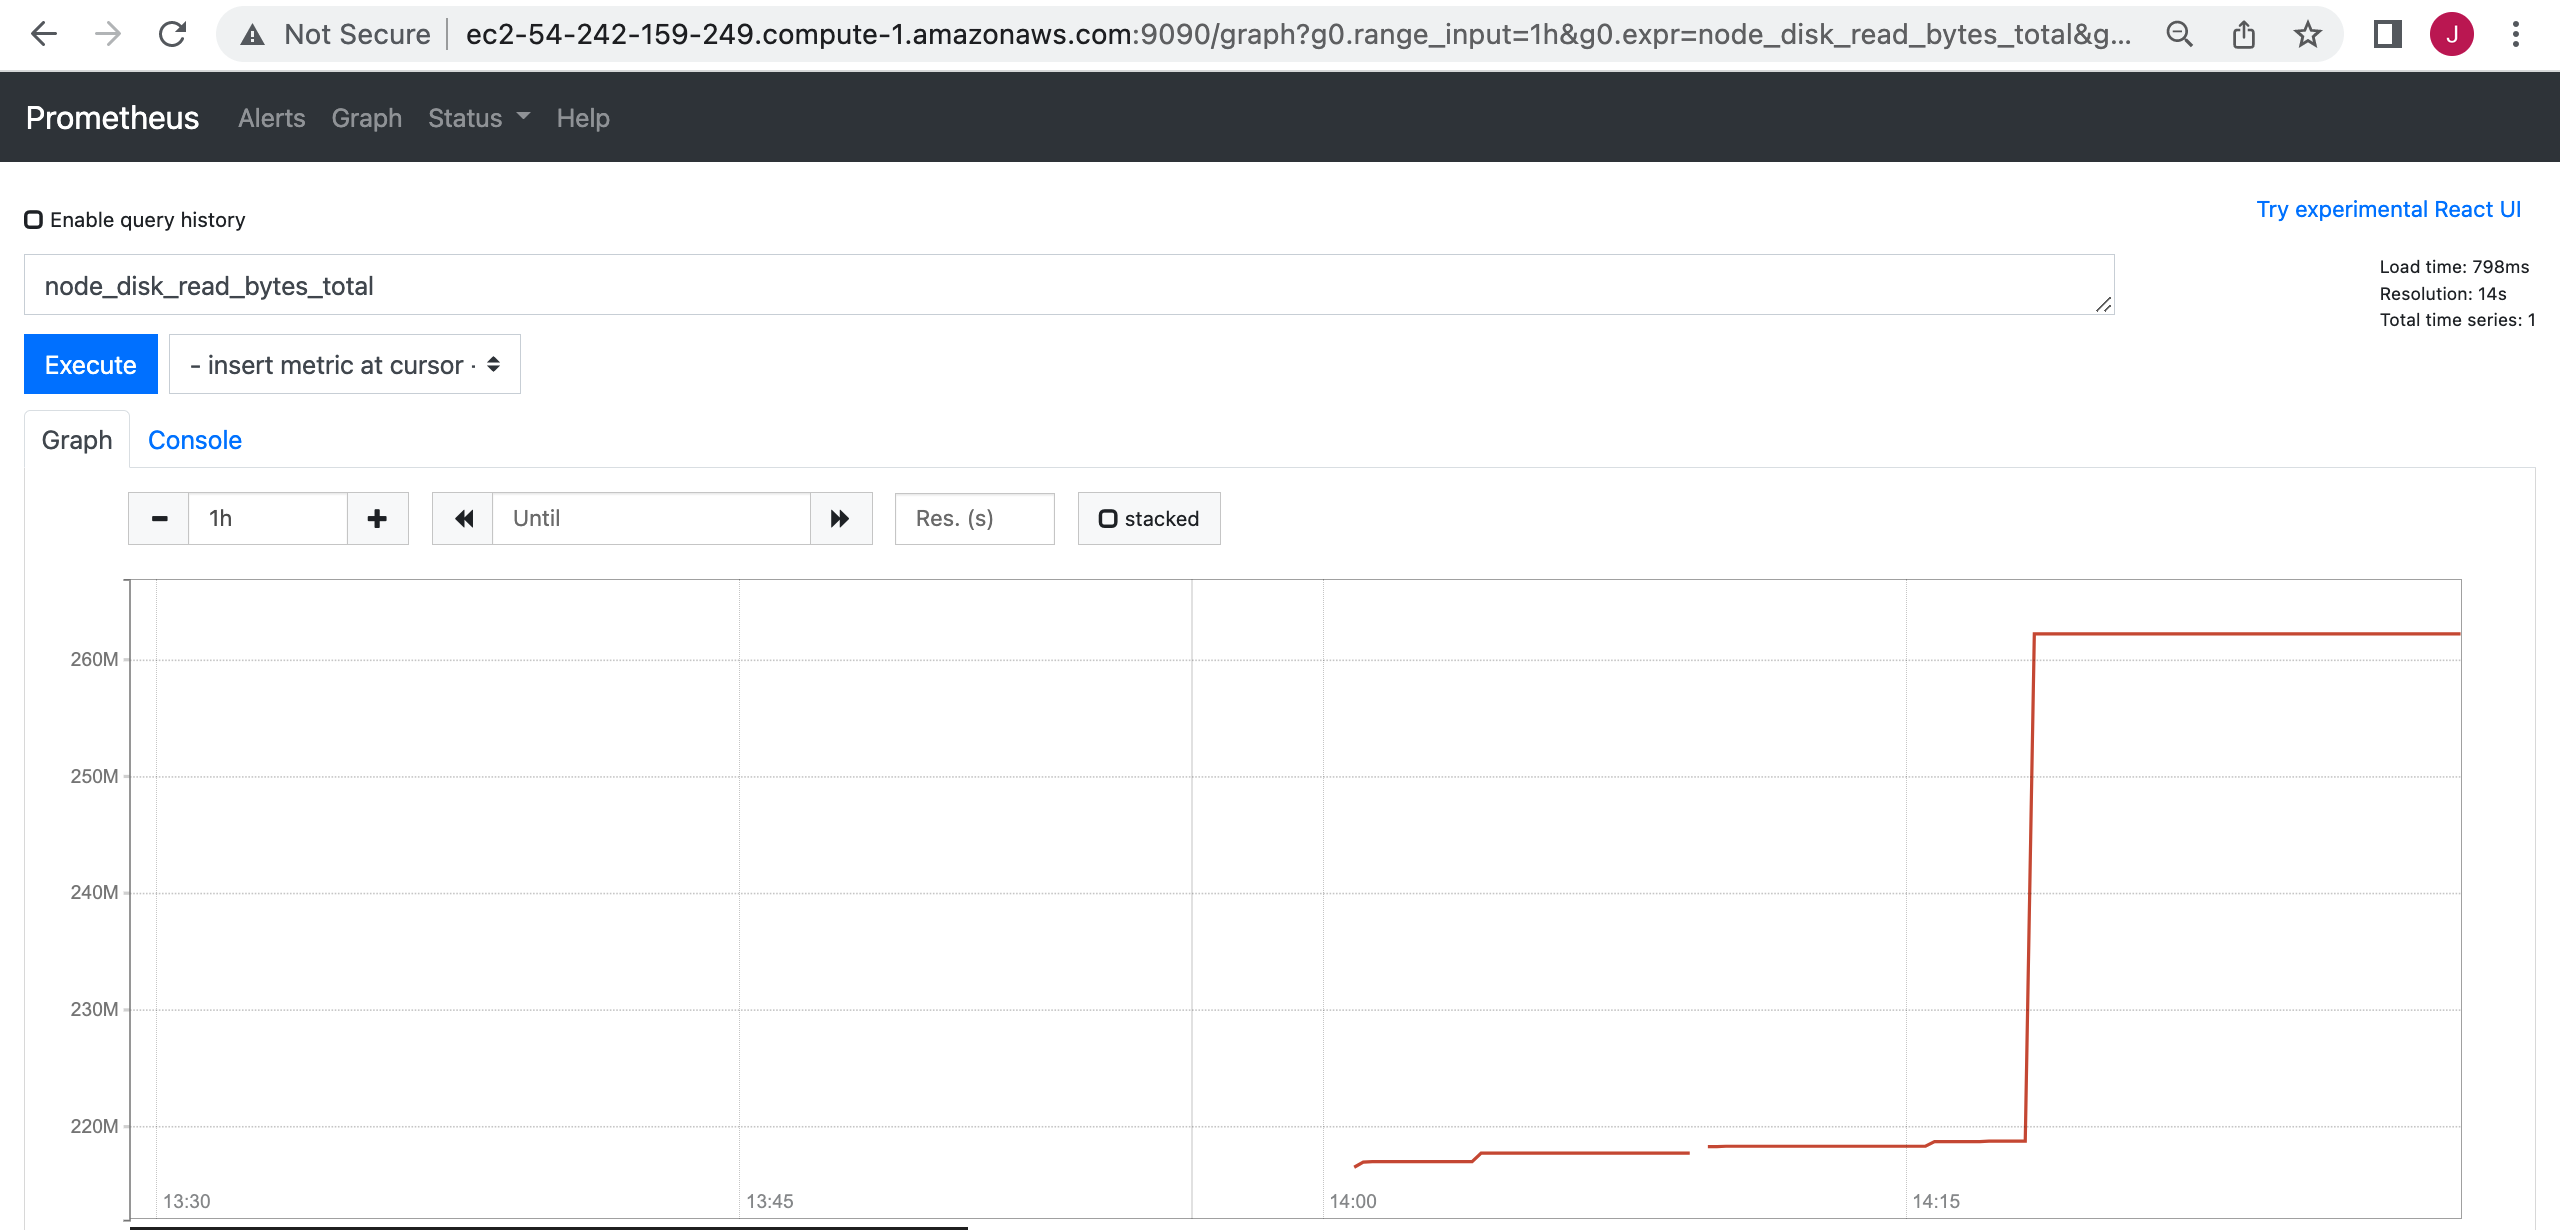 Not Secure ec2-54-242-159-249.compute-1.amazonaws.com:9090/graph?g0.range_input=1h&g0.expr=node_disk_read_bytes_total&g... J
Prometheus Alerts Graph Status Help
Enable query history
Try experimental React UI
node_disk_read_bytes_total
Load time: 798ms
Resolution: 14s
Total time series: 1
Execute - insert metric at cursor ·
Graph Console
1h Until Res. (s) stacked
260M
250M
240M
230M
220M
13:30 13:45 14:00 14:15